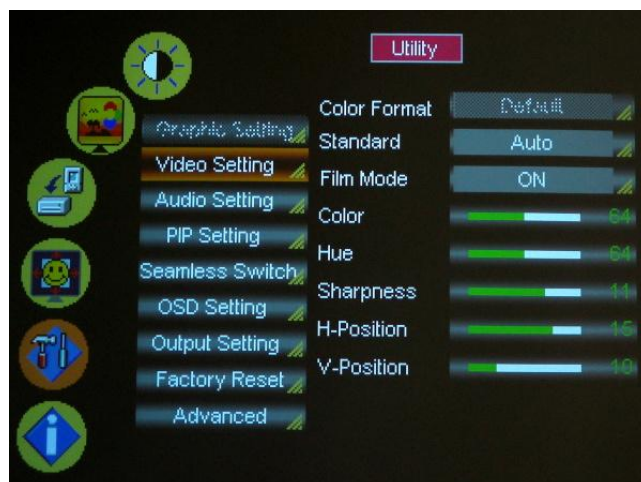 Utility
Graphic Setting
Video Setting
Audio Setting
PIP Setting
Seamless Switch
OSD Setting
Output Setting
Factory Reset
Advanced
Color Format Default
Standard Auto
Film Mode ON
Color 64
Hue 64
Sharpness 11
H-Position 15
V-Position 10